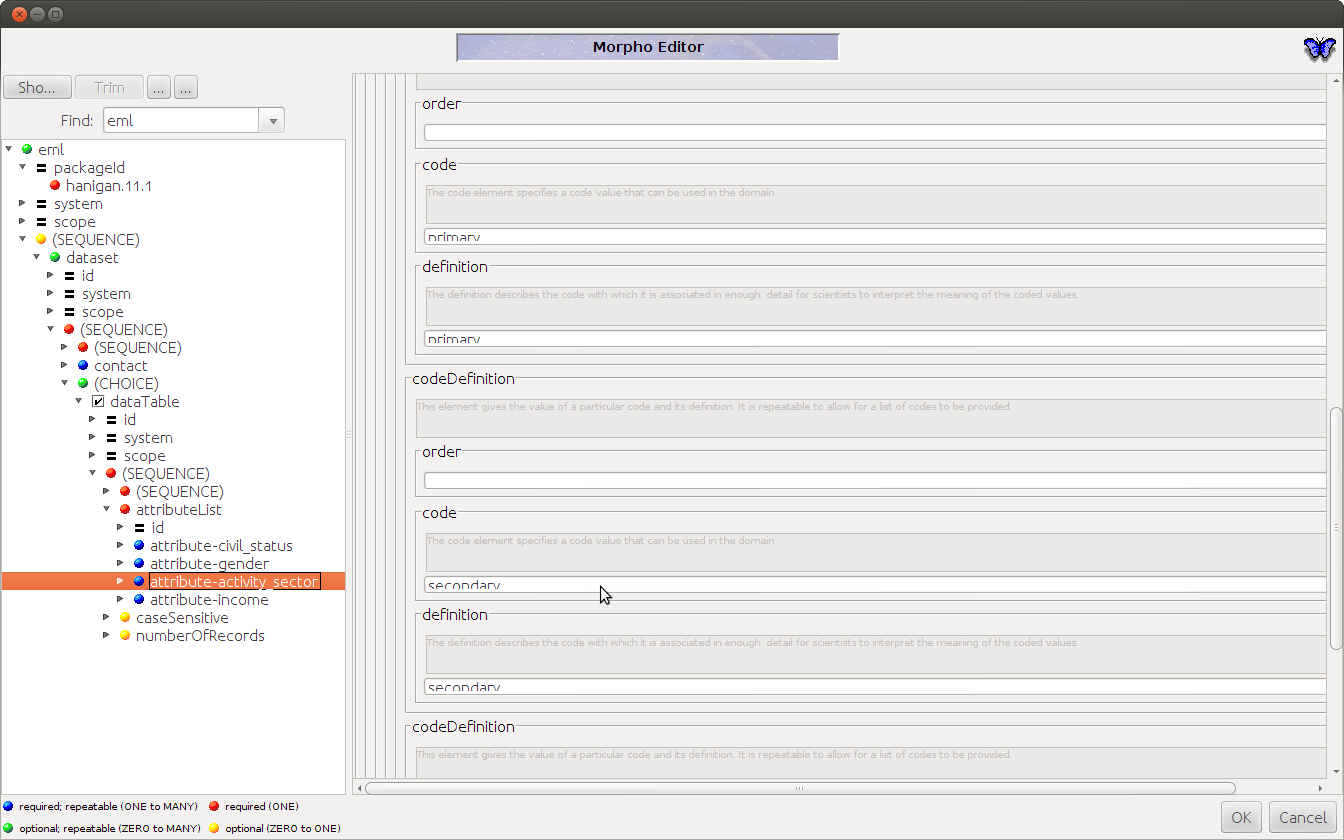 Morpho Editor
Sho...
Trim
...
...
Find:
eml
eml
packageId
hanigan.11.1
system
scope
(SEQUENCE)
dataset
id
system
scope
(SEQUENCE)
(SEQUENCE)
contact
(CHOICE)
dataTable
id
system
scope
(SEQUENCE)
(SEQUENCE)
attributeList
id
attribute-civil_status
attribute-gender
attribute-activity_sector
attribute-income
caseSensitive
numberOfRecords
order
code
The code element specifies a code value that can be used in the domain
primary
definition
The definition describes the code with which it is associated in enough detail for scientists to interpret the meaning of the coded values.
primary
codeDefinition
This element gives the value of a particular code and its definition. It is repeatable to allow for a list of codes to be provided.
order
code
The code element specifies a code value that can be used in the domain
secondary
definition
The definition describes the code with which it is associated in enough detail for scientists to interpret the meaning of the coded values.
secondary
codeDefinition
This element gives the value of a particular code and its definition. It is repeatable to allow for a list of codes to be provided.
required; repeatable (ONE to MANY)
required (ONE)
optional; repeatable (ZERO to MANY)
optional (ZERO to ONE)
OK
Cancel